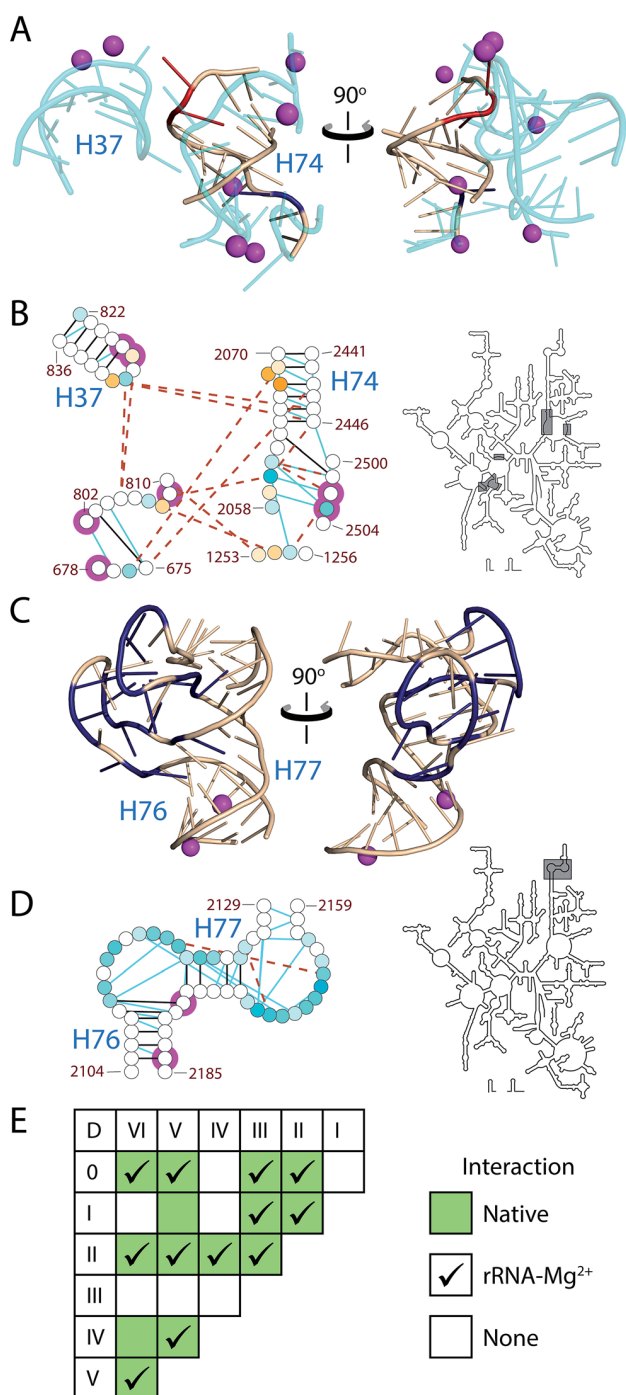 A
H37
90º
H74
B
822
836
H37
2070
2441
H74
2446
810
802
2500
2058
2504
678
675
1253
1256
C
90º
H77
H76
D
2129
2159
H77
H76
2104
2185
E
D VI V IV III II I
0 ✓ ✓ ✓ ✓
I ✓ ✓
II ✓ ✓ ✓ ✓
III
IV ✓
V ✓
Interaction
Native
✓ rRNA-Mg²⁺
None